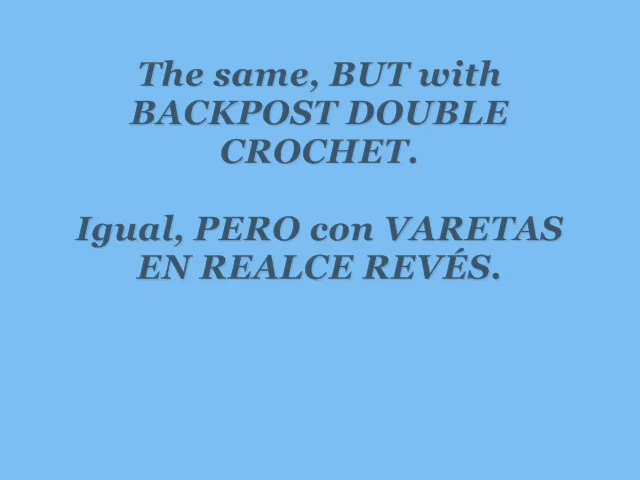 The same, BUT with
BACKPOST DOUBLE
CROCHET.
Igual, PERO con VARETAS
EN REALCE REVÉS.